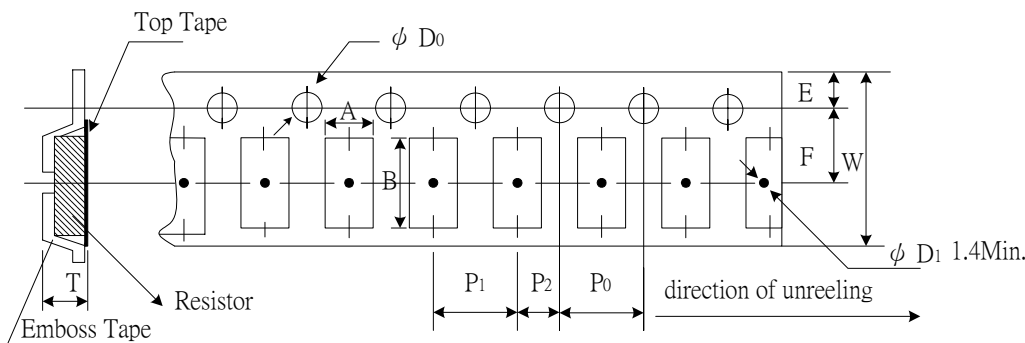 Top Tape
ϕ D0
A
E
B
F
W
ϕ D1 1.4Min.
T
Resistor
P1
P2
P0
direction of unreeling
Emboss Tape